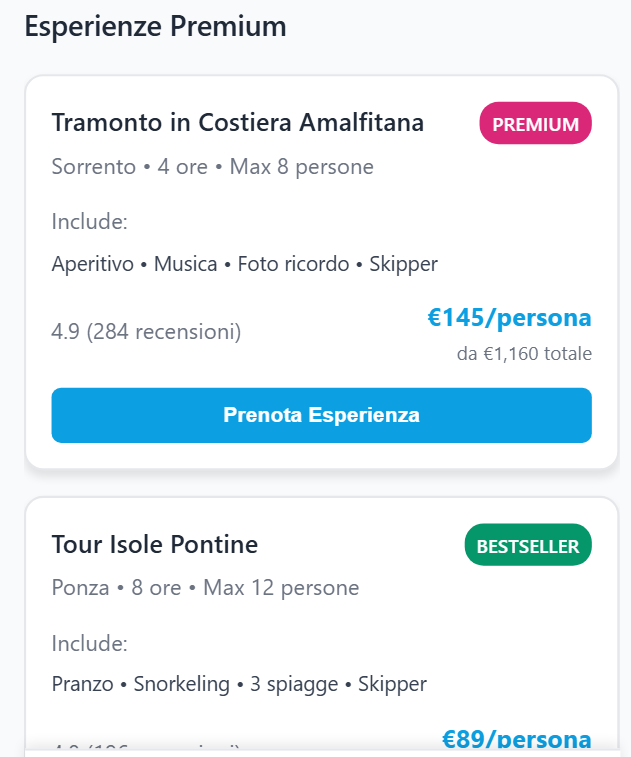 Esperienze Premium
Tramonto in Costiera Amalfitana
PREMIUM
Sorrento • 4 ore • Max 8 persone
Include:
Aperitivo • Musica • Foto ricordo • Skipper
4.9 (284 recensioni)
€145/persona
da €1,160 totale
Prenota Esperienza
Tour Isole Pontine
BESTSELLER
Ponza • 8 ore • Max 12 persone
Include:
Pranzo • Snorkeling • 3 spiagge • Skipper
€89/persona